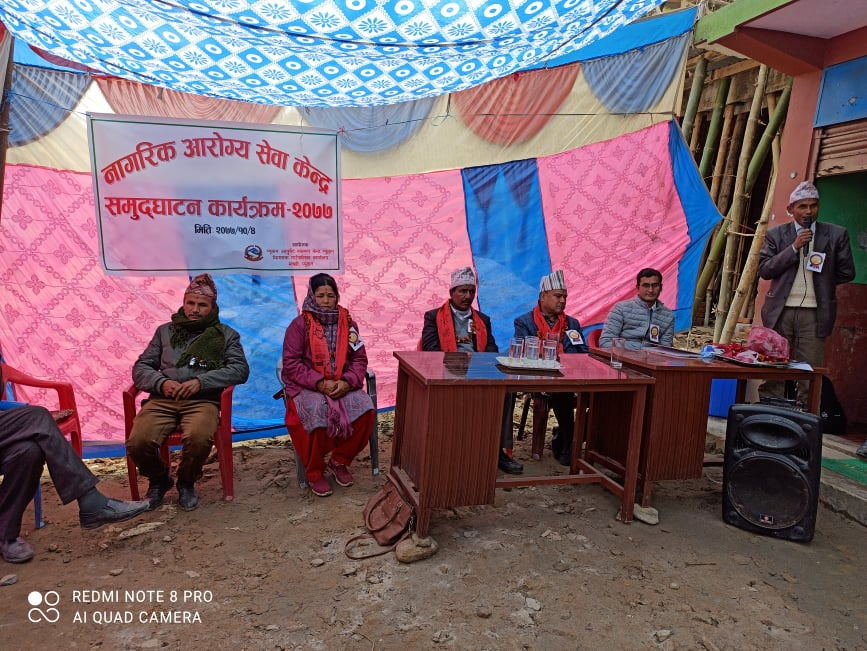 नागरिक आरोग्य सेवा केन्द्र
समुद्घाटन कार्यक्रम-२०७७
मिति: २०७७/१०/४
REDMI NOTE 8 PRO
AI QUAD CAMERA